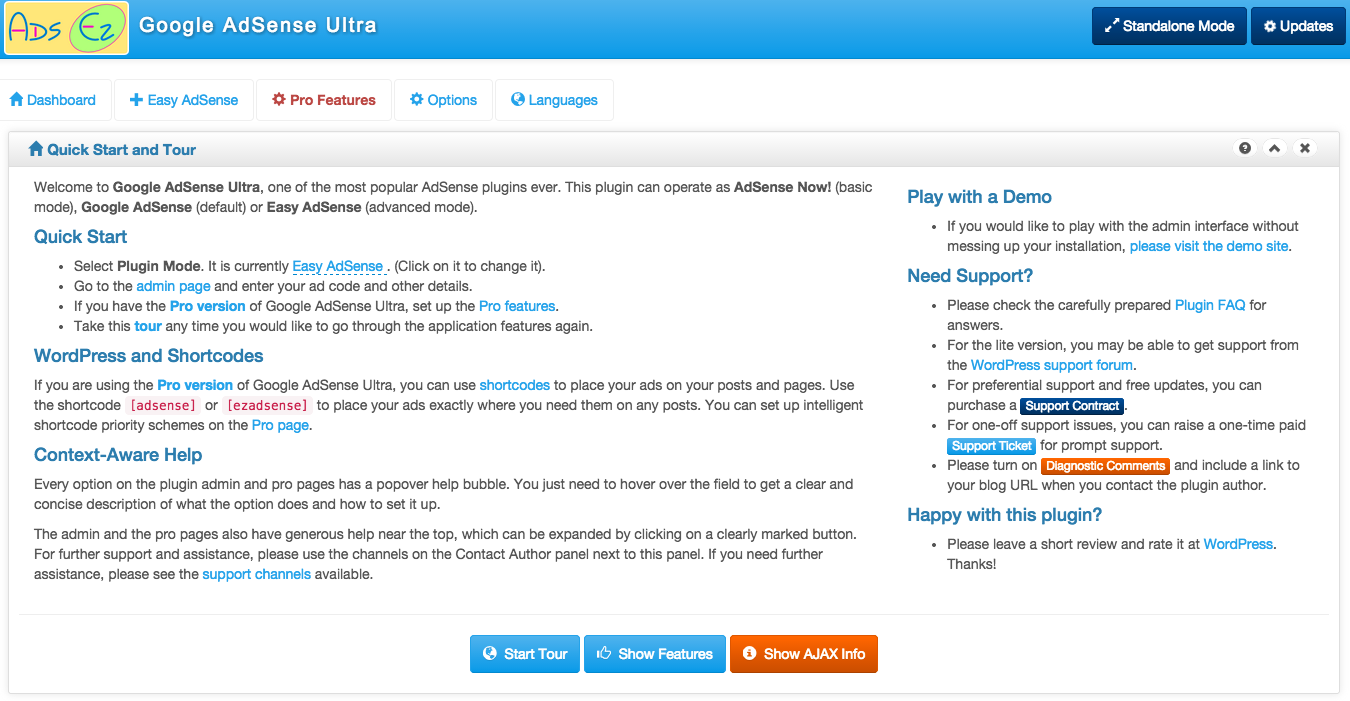 Ads Ez
Google AdSense Ultra
Standalone Mode
Updates
Dashboard
Easy AdSense
Pro Features
Options
Languages
Quick Start and Tour
Welcome to Google AdSense Ultra, one of the most popular AdSense plugins ever. This plugin can operate as AdSense Now! (basic
mode), Google AdSense (default) or Easy AdSense (advanced mode).
Quick Start
• Select Plugin Mode. It is currently Easy AdSense . (Click on it to change it).
• Go to the admin page and enter your ad code and other details.
• If you have the Pro version of Google AdSense Ultra, set up the Pro features.
• Take this tour any time you would like to go through the application features again.
WordPress and Shortcodes
If you are using the Pro version of Google AdSense Ultra, you can use shortcodes to place your ads on your posts and pages. Use
the shortcode [adsense] or [ezadsense] to place your ads exactly where you need them on any posts. You can set up intelligent
shortcode priority schemes on the Pro page.
Context-Aware Help
Every option on the plugin admin and pro pages has a popover help bubble. You just need to hover over the field to get a clear and
concise description of what the option does and how to set it up.
The admin and the pro pages also have generous help near the top, which can be expanded by clicking on a clearly marked button.
For further support and assistance, please use the channels on the Contact Author panel next to this panel. If you need further
assistance, please see the support channels available.
Play with a Demo
• If you would like to play with the admin interface without
messing up your installation, please visit the demo site.
Need Support?
• Please check the carefully prepared Plugin FAQ for
answers.
• For the lite version, you may be able to get support from
the WordPress support forum.
• For preferential support and free updates, you can
purchase a Support Contract.
• For one-off support issues, you can raise a one-time paid
Support Ticket for prompt support.
• Please turn on Diagnostic Comments and include a link to
your blog URL when you contact the plugin author.
Happy with this plugin?
• Please leave a short review and rate it at WordPress.
Thanks!
Start Tour
Show Features
Show AJAX Info